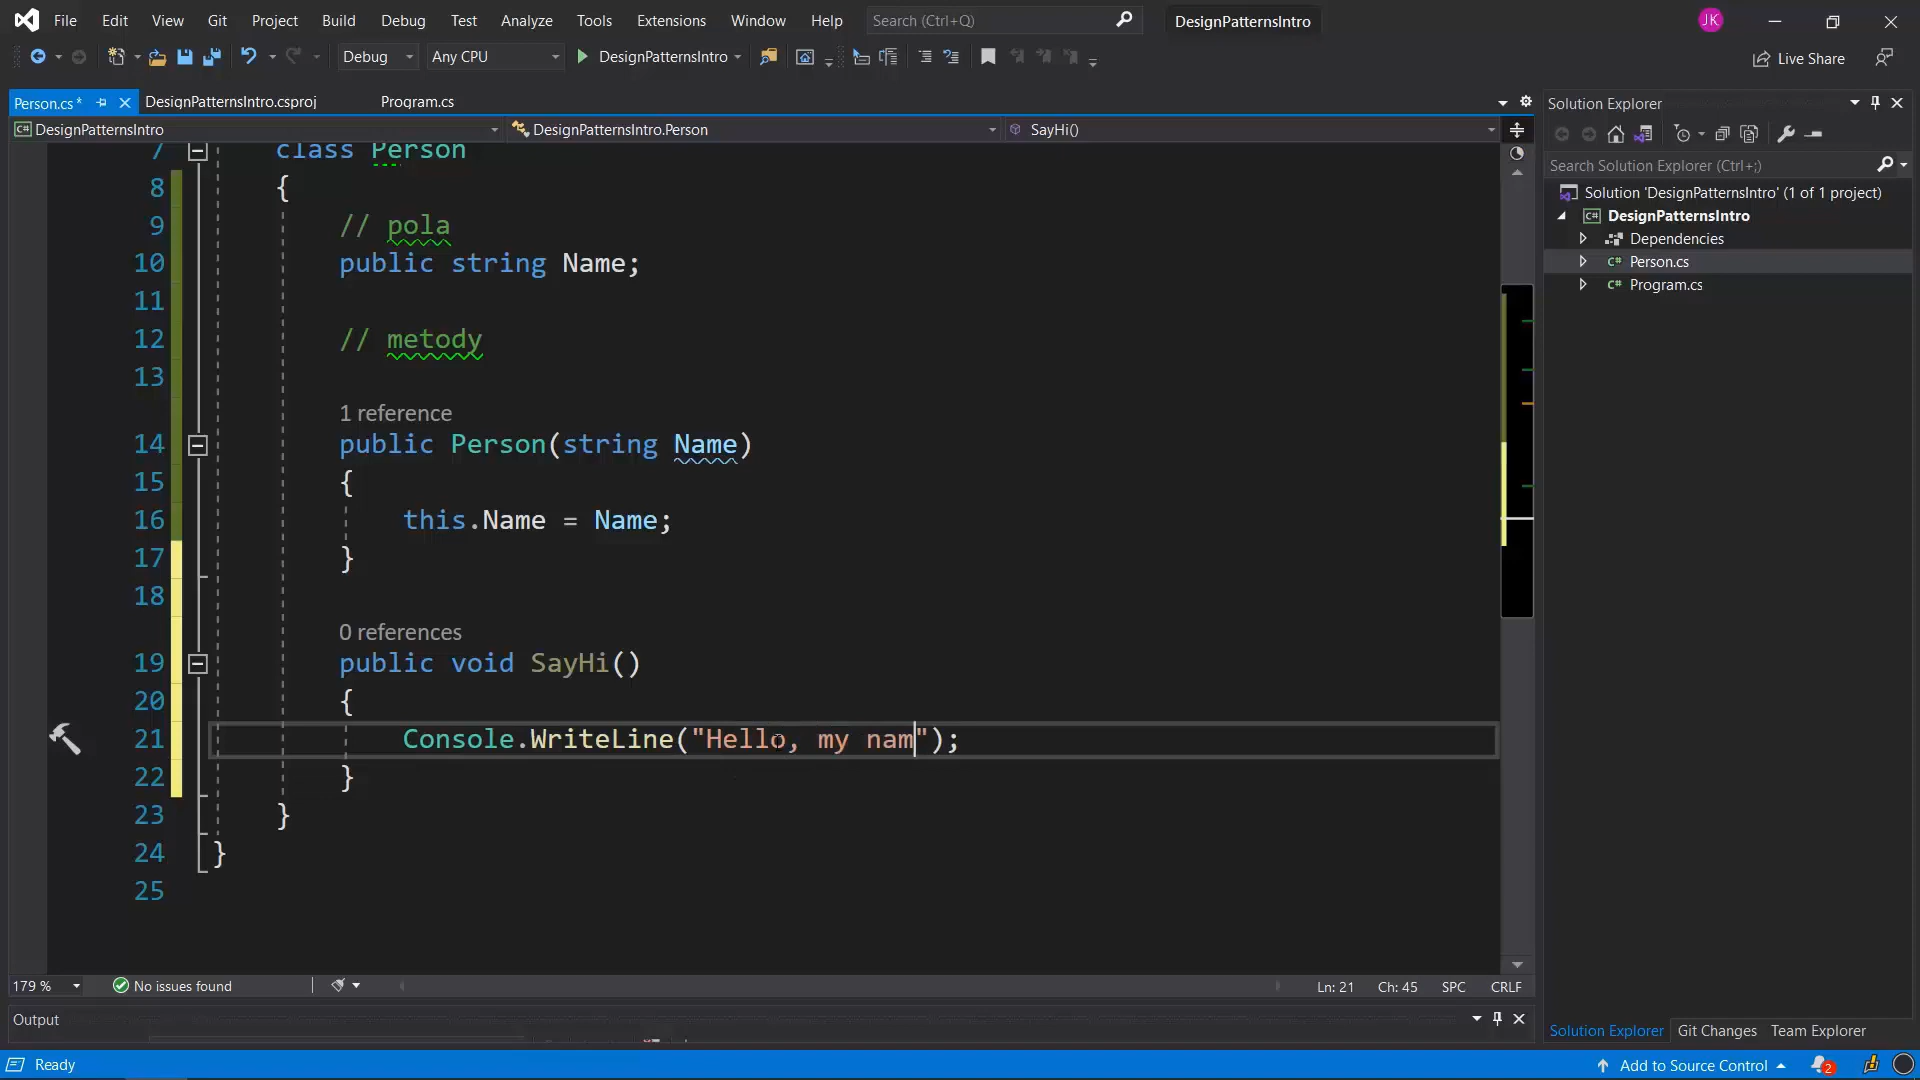 File Edit View Git Project Build Debug Test Analyze Tools Extensions Window Help Search (Ctrl+Q) DesignPatternsIntro JK
Debug Any CPU DesignPatternsIntro Live Share
Person.cs* DesignPatternsIntro.csproj Program.cs
DesignPatternsIntro DesignPatternsIntro.Person SayHi()
7 class Person
8 {
9 // pola
10 public string Name;
11
12 // metody
13
1 reference
14 public Person(string Name)
15 {
16 this.Name = Name;
17 }
18
0 references
19 public void SayHi()
20 {
21 Console.WriteLine("Hello, my nam");
22 }
23 }
24 }
25
179 % No issues found Ln: 21 Ch: 45 SPC CRLF
Output
Solution Explorer
Search Solution Explorer (Ctrl+;)
Solution 'DesignPatternsIntro' (1 of 1 project)
C# DesignPatternsIntro
Dependencies
C# Person.cs
C# Program.cs
Solution Explorer Git Changes Team Explorer
Ready Add to Source Control 2